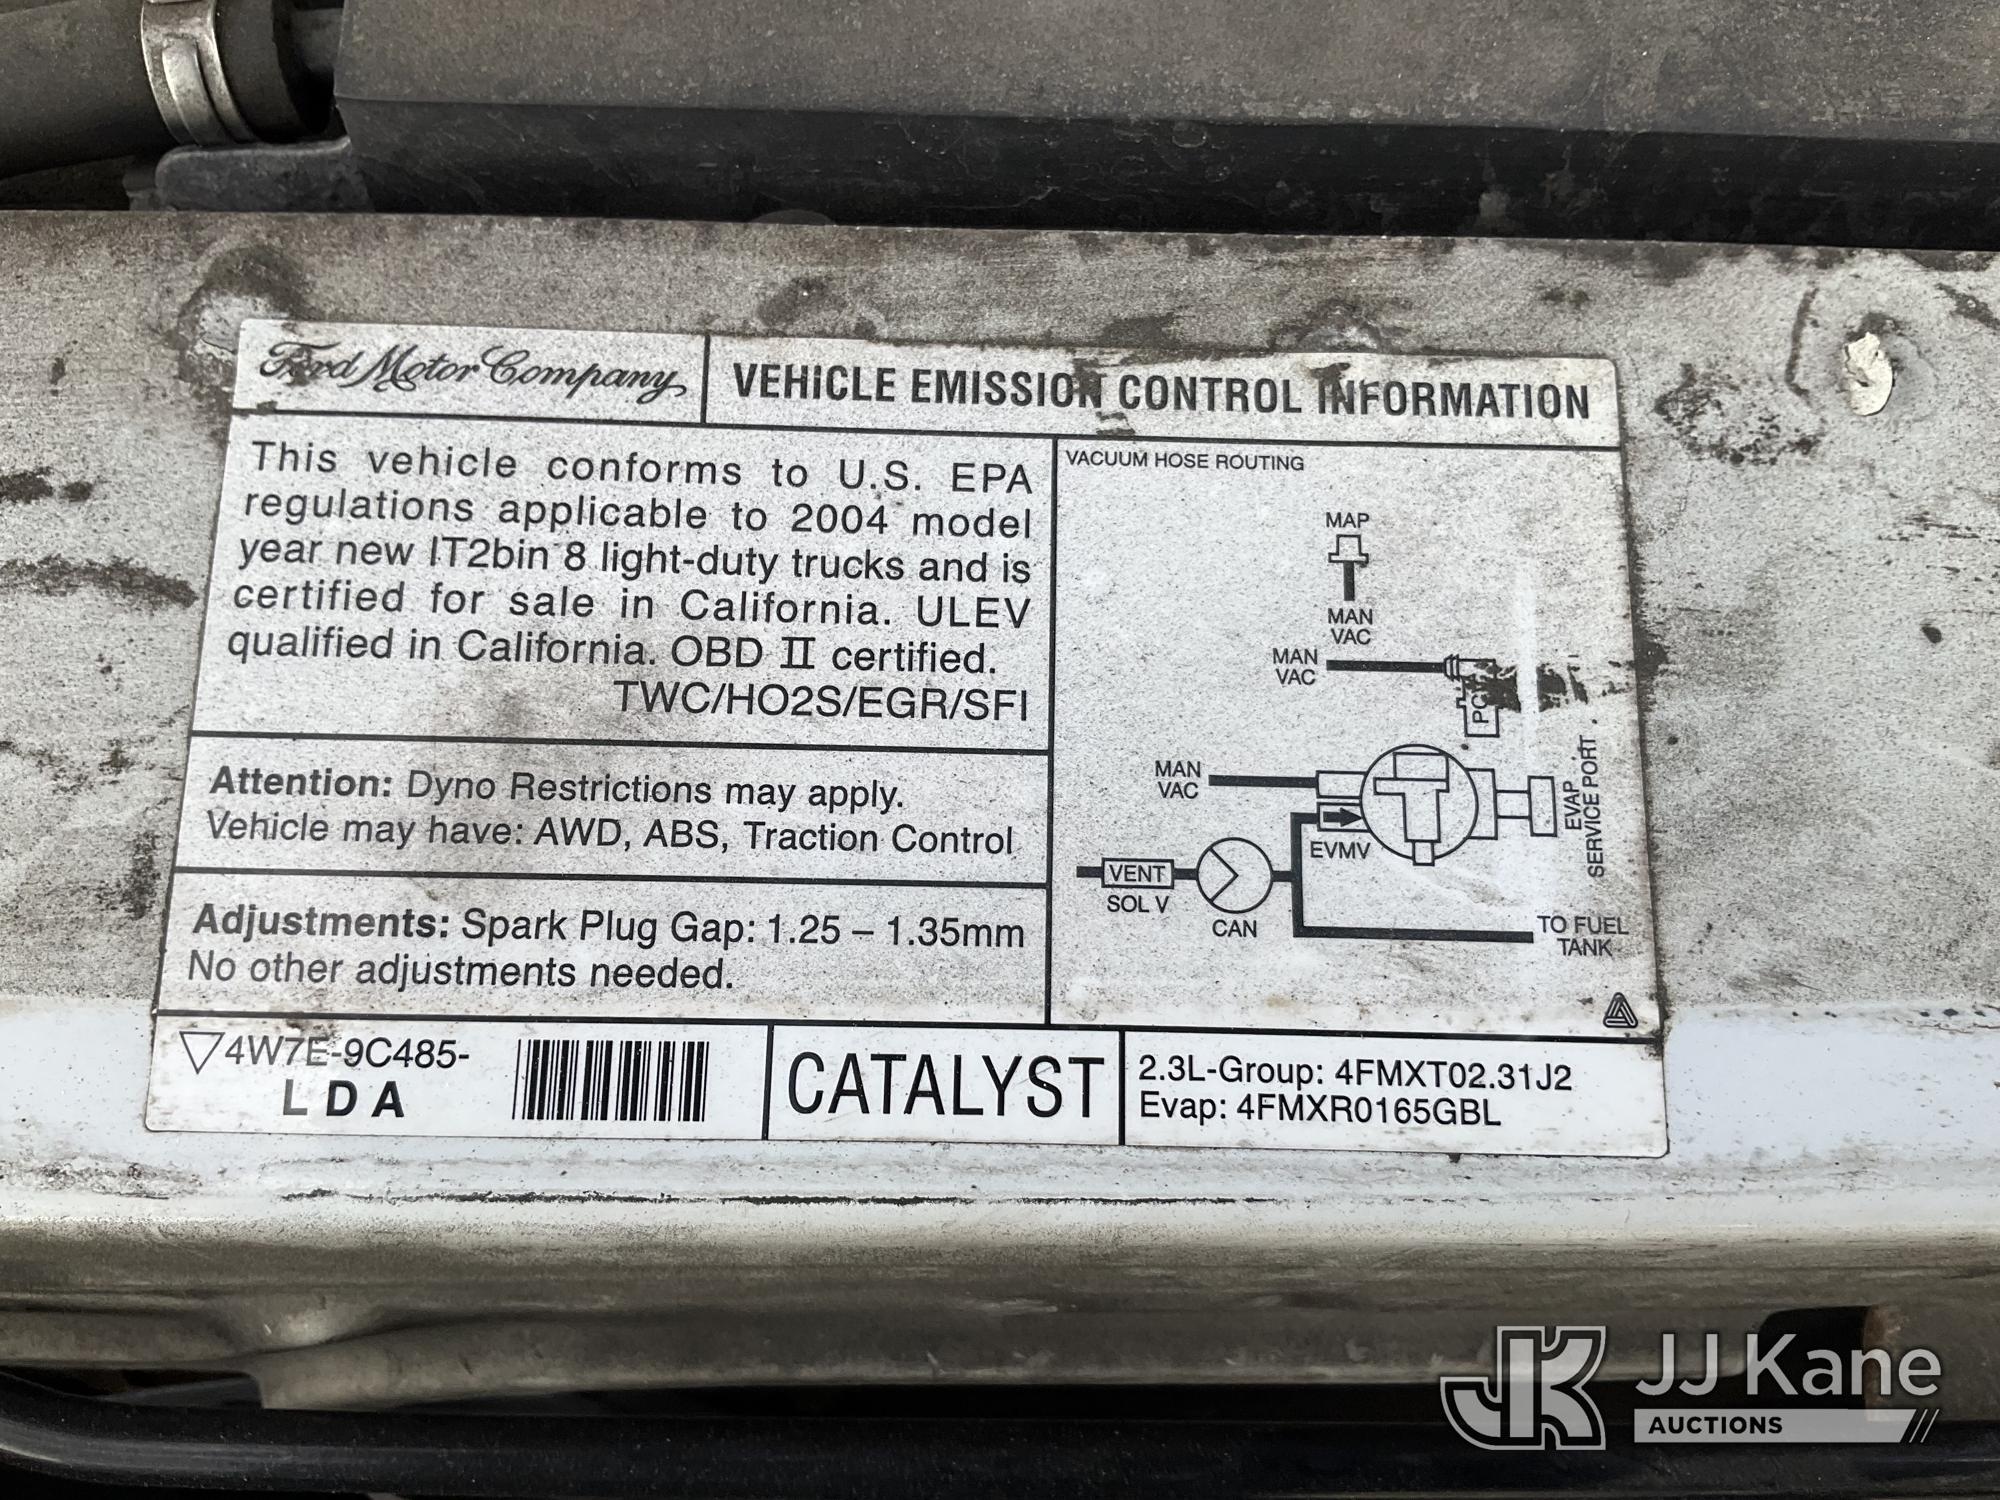 Ford Motor Company
VEHICLE EMISSION CONTROL INFORMATION
This vehicle conforms to U.S. EPA
regulations applicable to 2004 model
year new IT2bin 8 light-duty trucks and is
certified for sale in California. ULEV
qualified in California. OBD II certified.
TWC/HO2S/EGR/SFI
Attention: Dyno Restrictions may apply.
Vehicle may have: AWD, ABS, Traction Control
Adjustments: Spark Plug Gap: 1.25 – 1.35mm
No other adjustments needed.
VACUUM HOSE ROUTING
MAP
MAN
VAC
MAN
VAC
MAN
VAC
EVMV
EVAP
SERVICE PORT
VENT
SOL V
CAN
TO FUEL
TANK
4W7E-9C485-
LDA
CATALYST
2.3L-Group: 4FMXT02.31J2
Evap: 4FMXR0165GBL
JK
JJ Kane
AUCTIONS